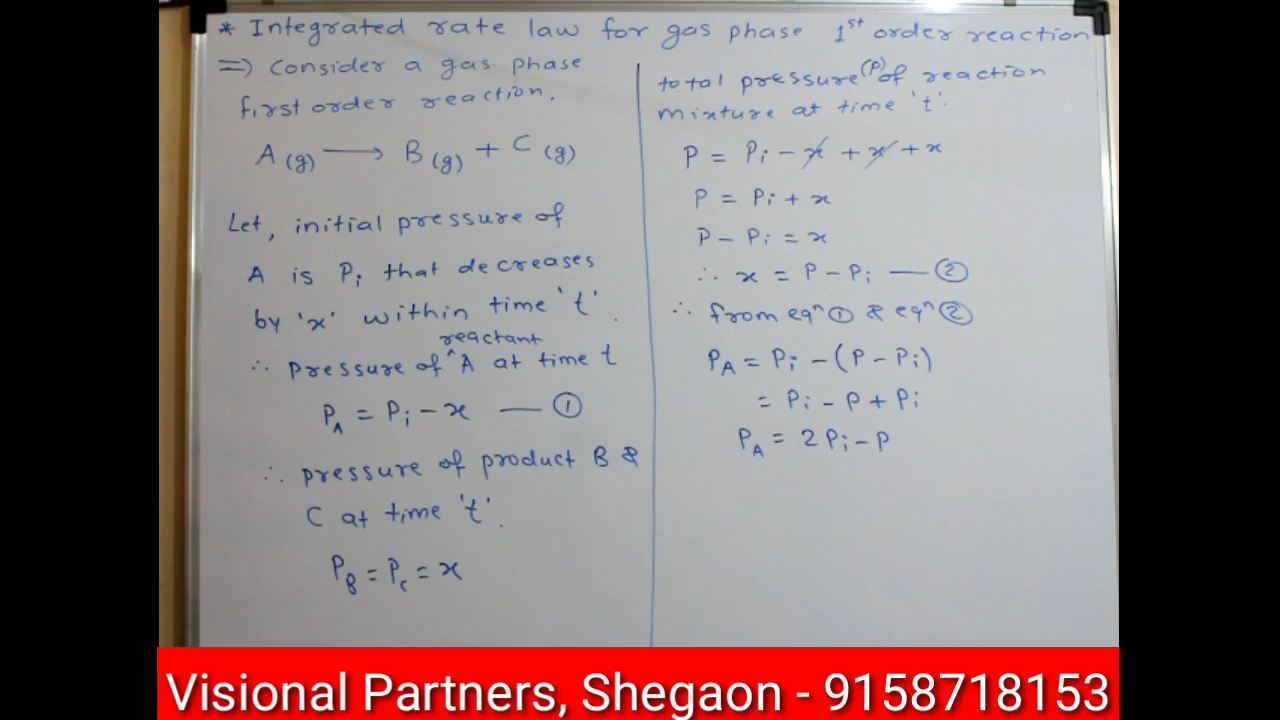 * Integrated rate law for gas phase 1st order reaction
=> Consider a gas phase
first order reaction.
A (g) ⟶ B (g) + C (g)
Let, initial pressure of
A is Pi that decreases
by 'x' within time 't'.
reactant
∴ pressure of ^ A at time t
PA = Pi - x — ①
∴ pressure of product B &
C at time 't'.
PB = Pc = x
total pressure (P) of reaction
mixture at time 't'.
P = Pi - x + x + x
P = Pi + x
P - Pi = x
∴ x = P - Pi — ②
∴ from eqn ① & eqn ②
PA = Pi - (P - Pi)
= Pi - P + Pi
PA = 2Pi - P
Visional Partners, Shegaon - 9158718153